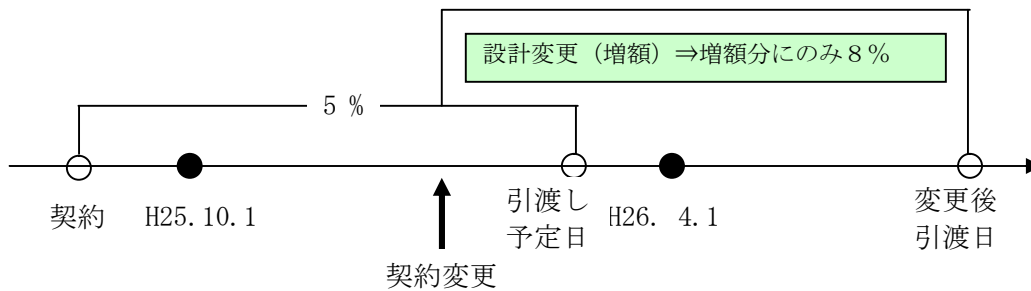 設計変更（増額）⇒増額分にのみ８％
5 %
契約
H25.10.1
引渡し
予定日
H26. 4.1
変更後
引渡日
契約変更